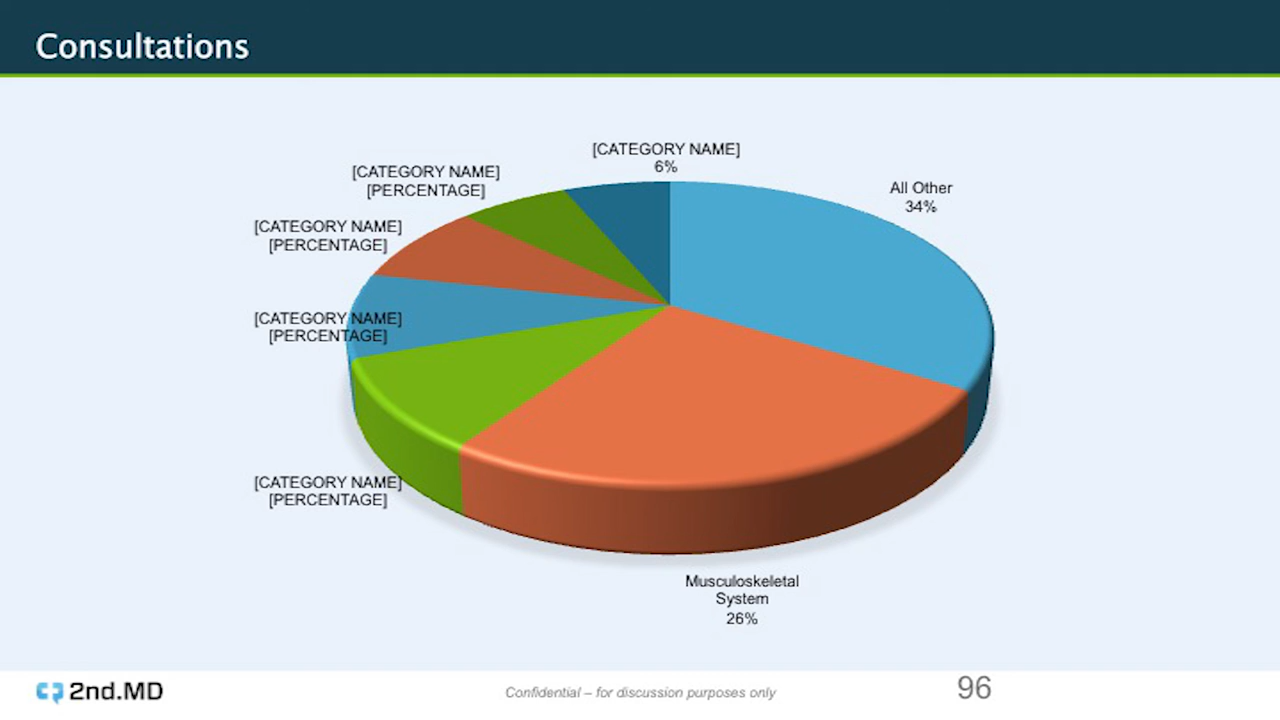 Consultations
[CATEGORY NAME]
6%
[CATEGORY NAME]
[PERCENTAGE]
All Other
34%
[CATEGORY NAME]
[PERCENTAGE]
[CATEGORY NAME]
[PERCENTAGE]
[CATEGORY NAME]
[PERCENTAGE]
Musculoskeletal
System
26%
2nd.MD
Confidential – for discussion purposes only
96